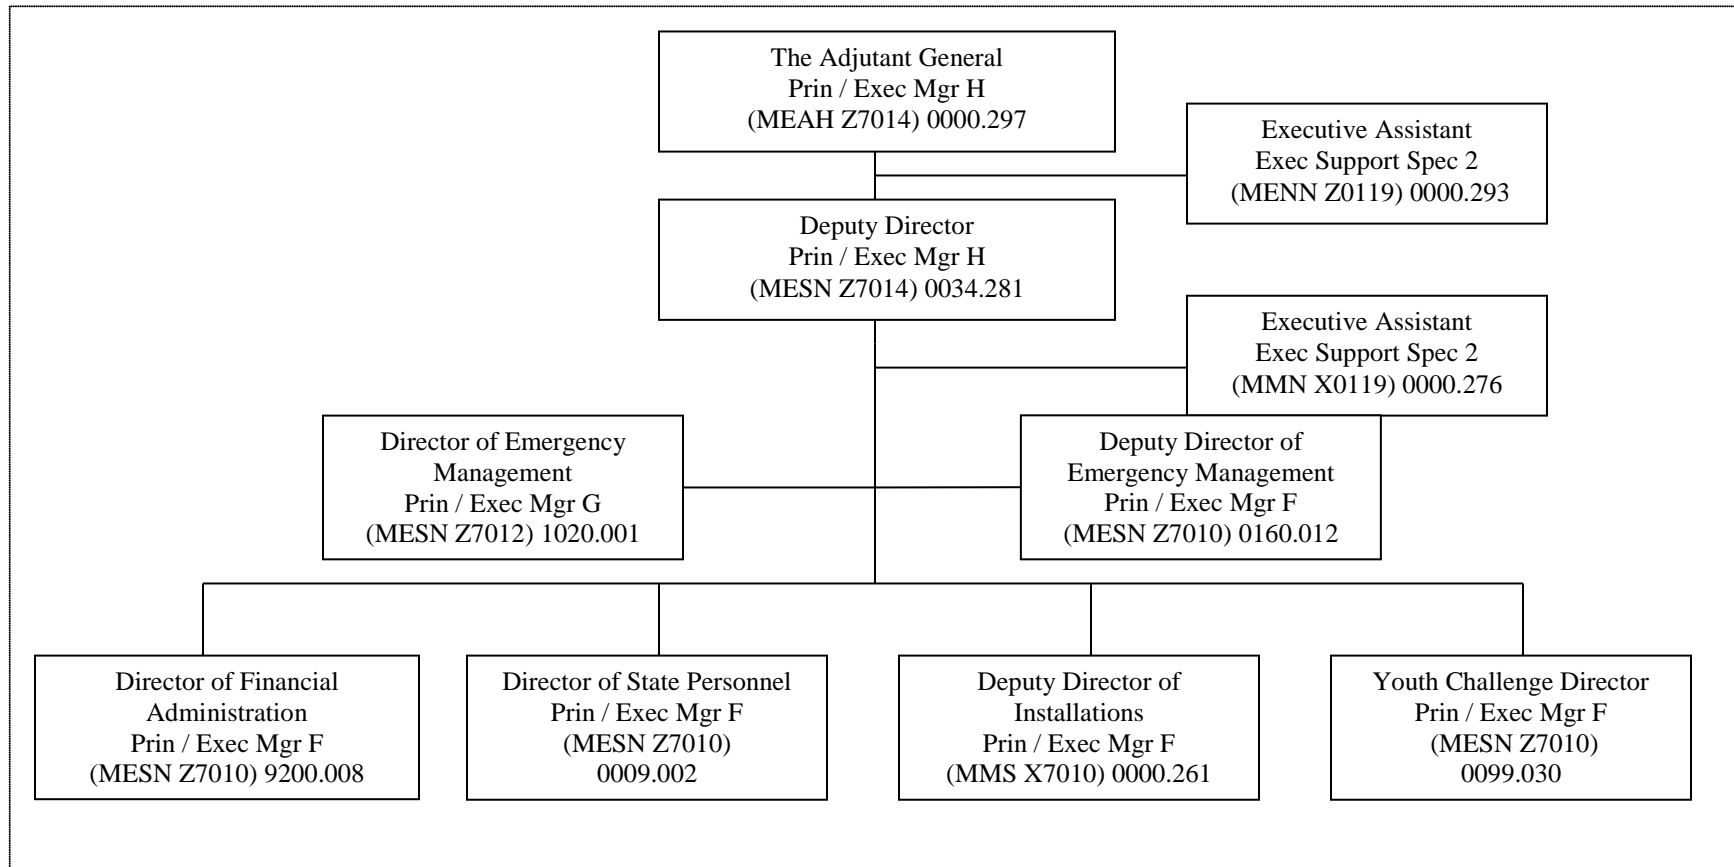 The Adjutant General
Prin / Exec Mgr H
(MEAH Z7014) 0000.297
Executive Assistant
Exec Support Spec 2
(MENN Z0119) 0000.293
Deputy Director
Prin / Exec Mgr H
(MESN Z7014) 0034.281
Executive Assistant
Exec Support Spec 2
(MMN X0119) 0000.276
Director of Emergency
Management
Prin / Exec Mgr G
(MESN Z7012) 1020.001
Deputy Director of
Emergency Management
Prin / Exec Mgr F
(MESN Z7010) 0160.012
Director of Financial
Administration
Prin / Exec Mgr F
(MESN Z7010) 9200.008
Director of State Personnel
Prin / Exec Mgr F
(MESN Z7010)
0009.002
Deputy Director of
Installations
Prin / Exec Mgr F
(MMS X7010) 0000.261
Youth Challenge Director
Prin / Exec Mgr F
(MESN Z7010)
0099.030